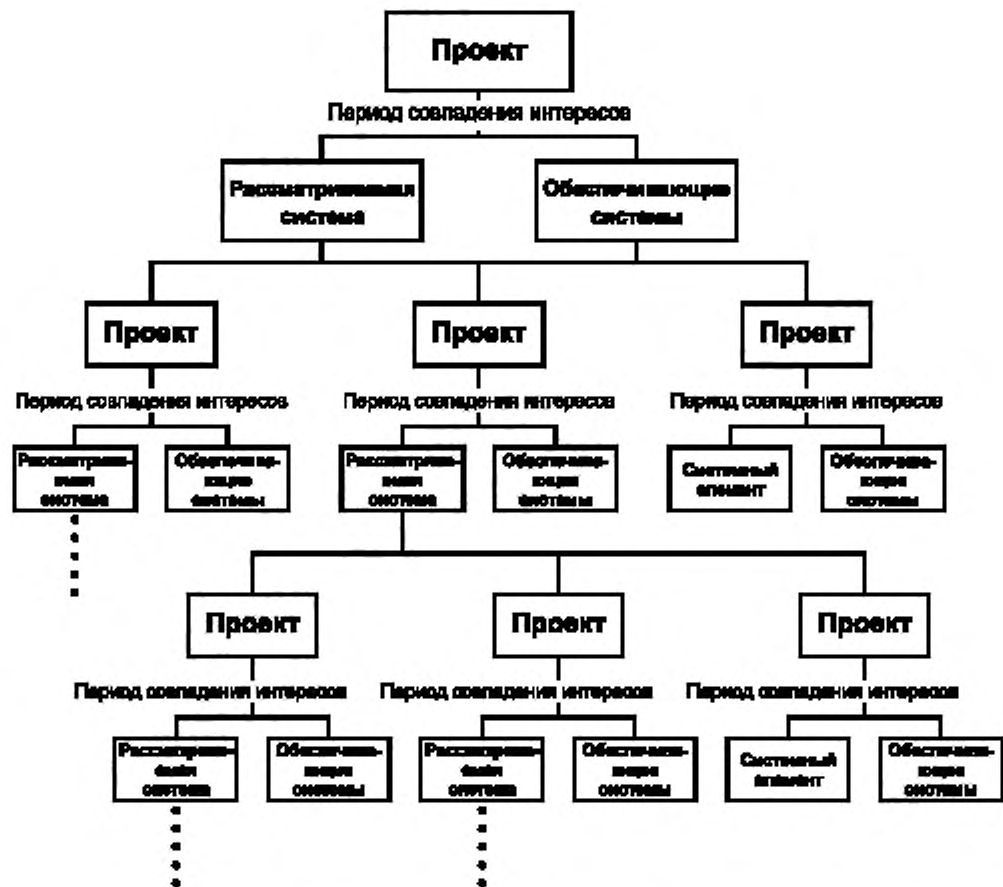 Проект
Период совпадения интересов
Рассматриваемая
система
Обеспечивающие
системы
Проект
Проект
Проект
Период совпадения интересов
Период совпадения интересов
Период совпадения интересов
Рассматривае-
мая
система
Обеспечива-
ющие
системы
Рассматривае-
мая
система
Обеспечива-
ющие
системы
Системный
элемент
Обеспечива-
ющие
системы
Проект
Проект
Проект
Период совпадения интересов
Период совпадения интересов
Период совпадения интересов
Рассматривае-
мая
система
Обеспечива-
ющие
системы
Рассматривае-
мая
система
Обеспечива-
ющие
системы
Системный
элемент
Обеспечива-
ющие
системы